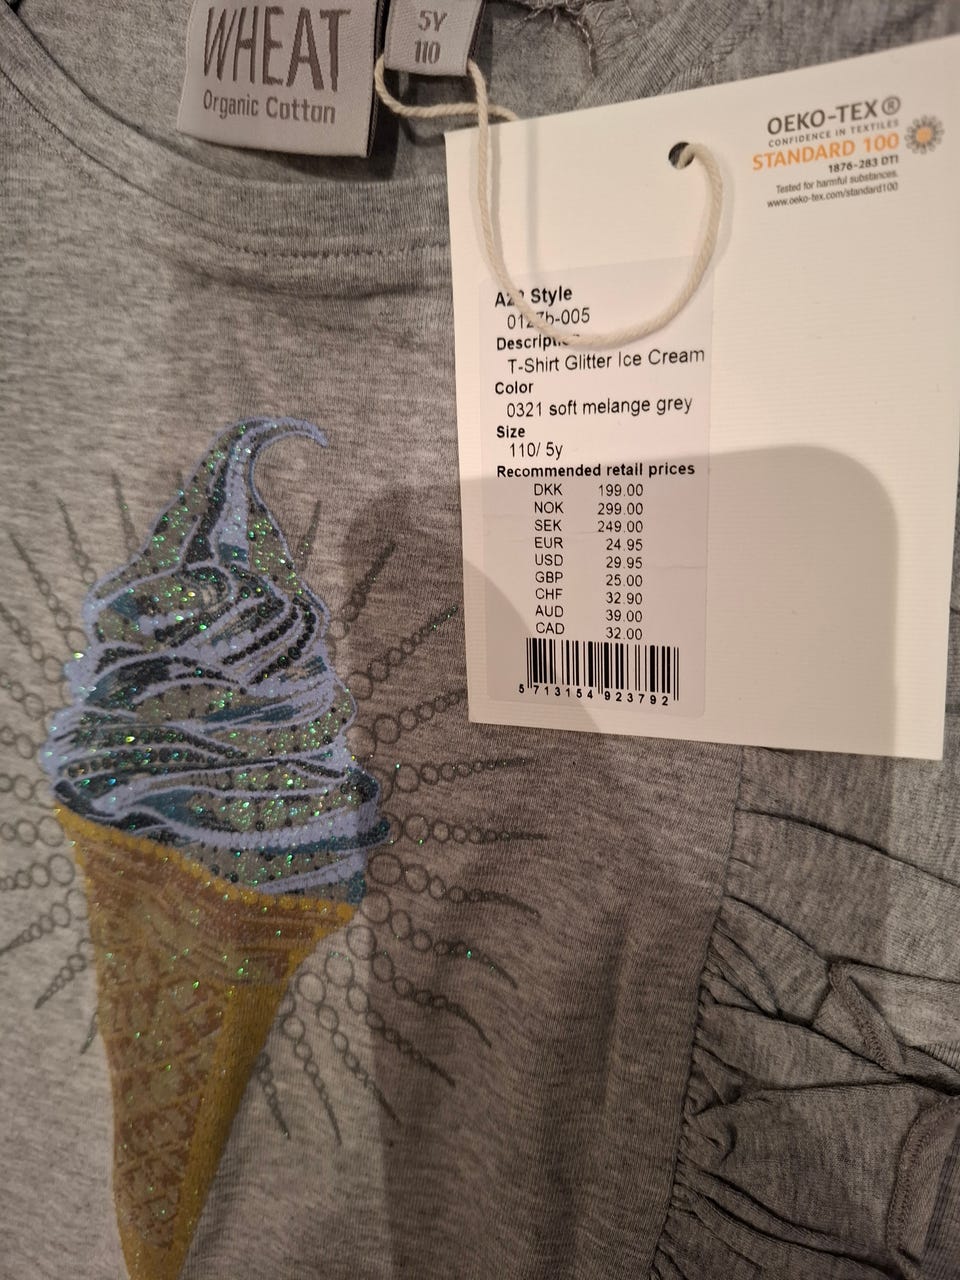 WHEAT
Organic Cotton
5Y
110
OEKO-TEX®
CONFIDENCE IN TEXTILES
STANDARD 100
1876-283 DTI
Tested for harmful substances.
www.oeko-tex.com/standard100
Style
-005
T-Shirt Glitter Ice Cream
Color
0321 soft melange grey
Size
110/ 5y
Recommended retail prices
DKK 199.00
NOK 299.00
SEK 249.00
EUR 24.95
USD 29.95
GBP 25.00
CHF 32.90
AUD 39.00
CAD 32.00
5 713154 923792